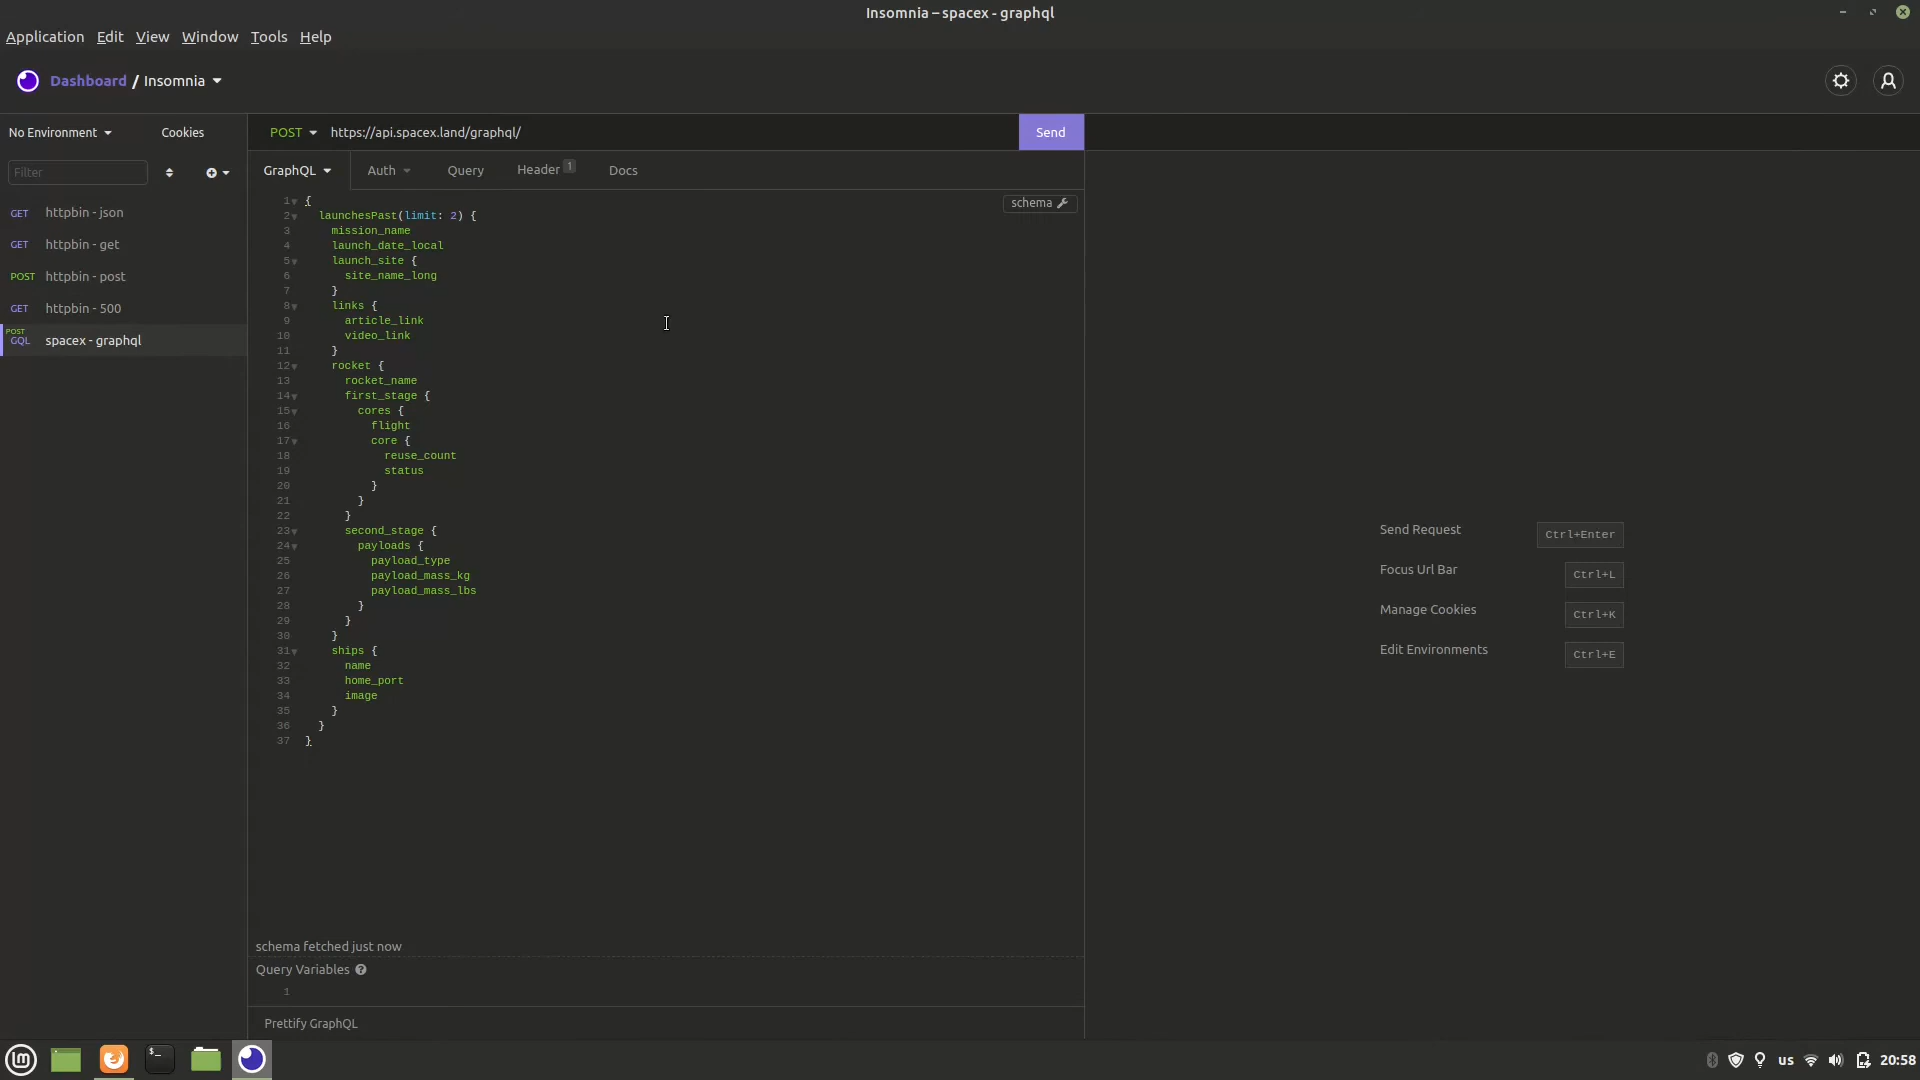 Insomnia – spacex - graphql
Application Edit View Window Tools Help
Dashboard / Insomnia
No Environment Cookies
POST https://api.spacex.land/graphql/ Send
Filter
GraphQL Auth Query Header 1 Docs
GET httpbin - json
GET httpbin - get
POST httpbin - post
GET httpbin - 500
POST
GQL spacex - graphql
schema
1 {
2 launchesPast(limit: 2) {
3 mission_name
4 launch_date_local
5 launch_site {
6 site_name_long
7 }
8 links {
9 article_link
10 video_link
11 }
12 rocket {
13 rocket_name
14 first_stage {
15 cores {
16 flight
17 core {
18 reuse_count
19 status
20 }
21 }
22 }
23 second_stage {
24 payloads {
25 payload_type
26 payload_mass_kg
27 payload_mass_lbs
28 }
29 }
30 }
31 ships {
32 name
33 home_port
34 image
35 }
36 }
37 }
schema fetched just now
Query Variables ?
1
Prettify GraphQL
Send Request Ctrl+Enter
Focus Url Bar Ctrl+L
Manage Cookies Ctrl+K
Edit Environments Ctrl+E
lm
$_
us 20:58